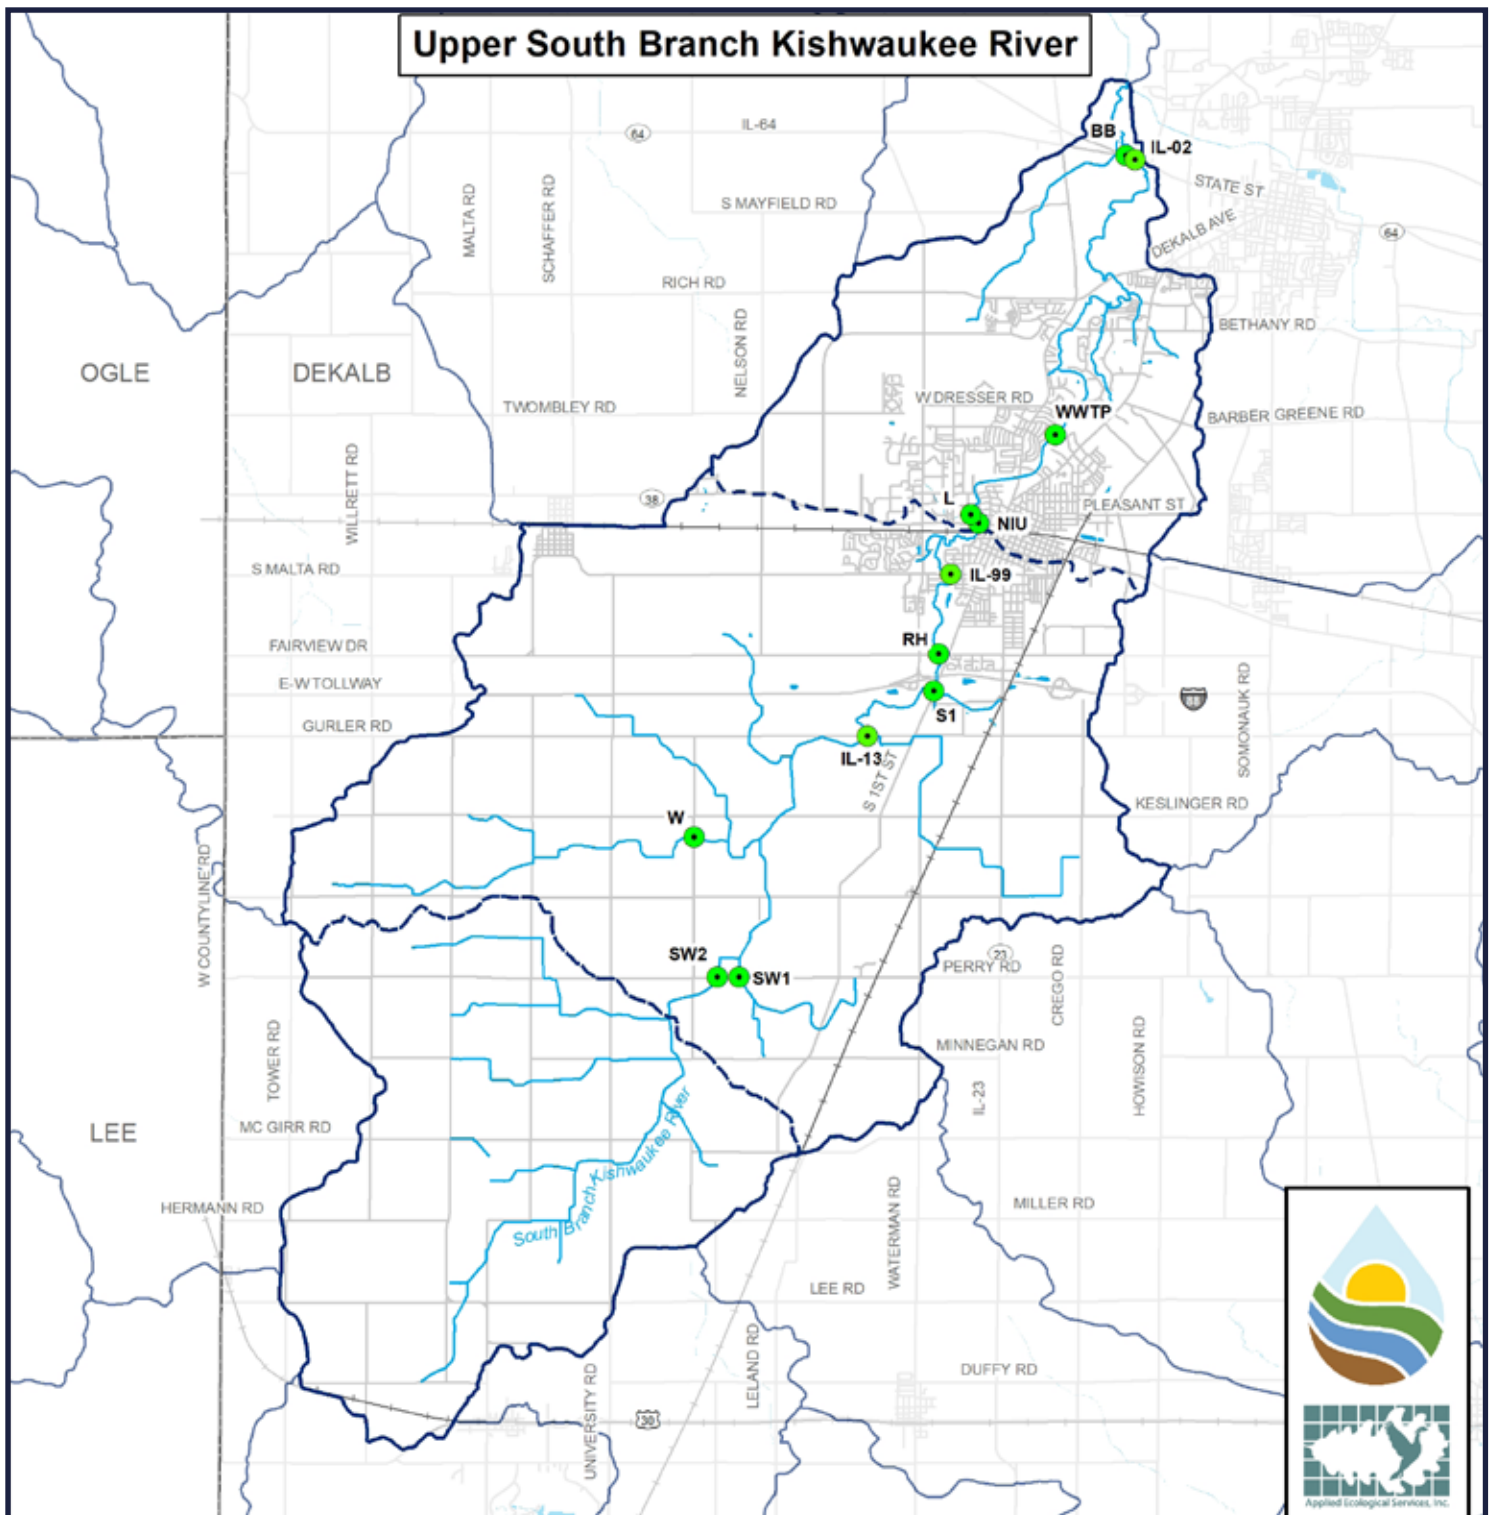 Upper South Branch Kishwaukee River
BB
64
IL-64
IL-02
STATE ST
MALTA RD
SCHAFFER RD
S MAYFIELD RD
DEKALB AVE
64
RICH RD
NELSON RD
BETHANY RD
OGLE
DEKALB
TWOMBLEY RD
W DRESSER RD
WWTP
BARBER GREENE RD
WILLRETT RD
38
L
NIU
PLEASANT ST
S MALTA RD
IL-99
FAIRVIEW DR
RH
E-W TOLLWAY
SOMONAUK RD
GURLER RD
S1
IL-13
S 1ST ST
KESLINGER RD
W
W COUNTYLINE RD
SW2
SW1
23
PERRY RD
CREGO RD
TOWER RD
MINNEGAN RD
HOWISON RD
IL-23
LEE
MC GIRR RD
South Branch Kishwaukee River
HERMANN RD
WATERMAN RD
MILLER RD
LEE RD
LELAND RD
DUFFY RD
UNIVERSITY RD
30
Applied Ecological Services, Inc.